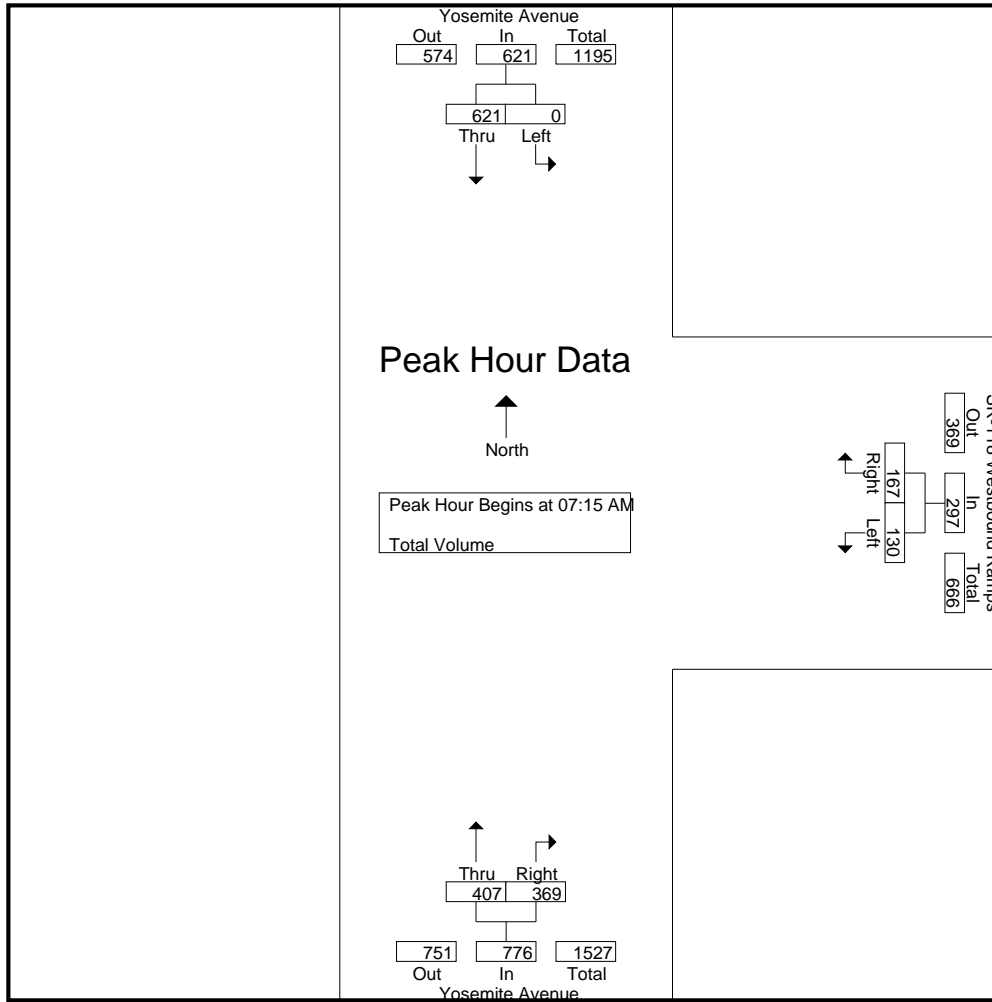 Yosemite Avenue
Out In Total
574 621 1195
621 0
Thru Left
Peak Hour Data
North
Peak Hour Begins at 07:15 AM
Total Volume
Westbound Ramps
Out In Total
369 297 666
167 130
Right Left
Thru Right
407 369
751 776 1527
Out In Total
Yosemite Avenue